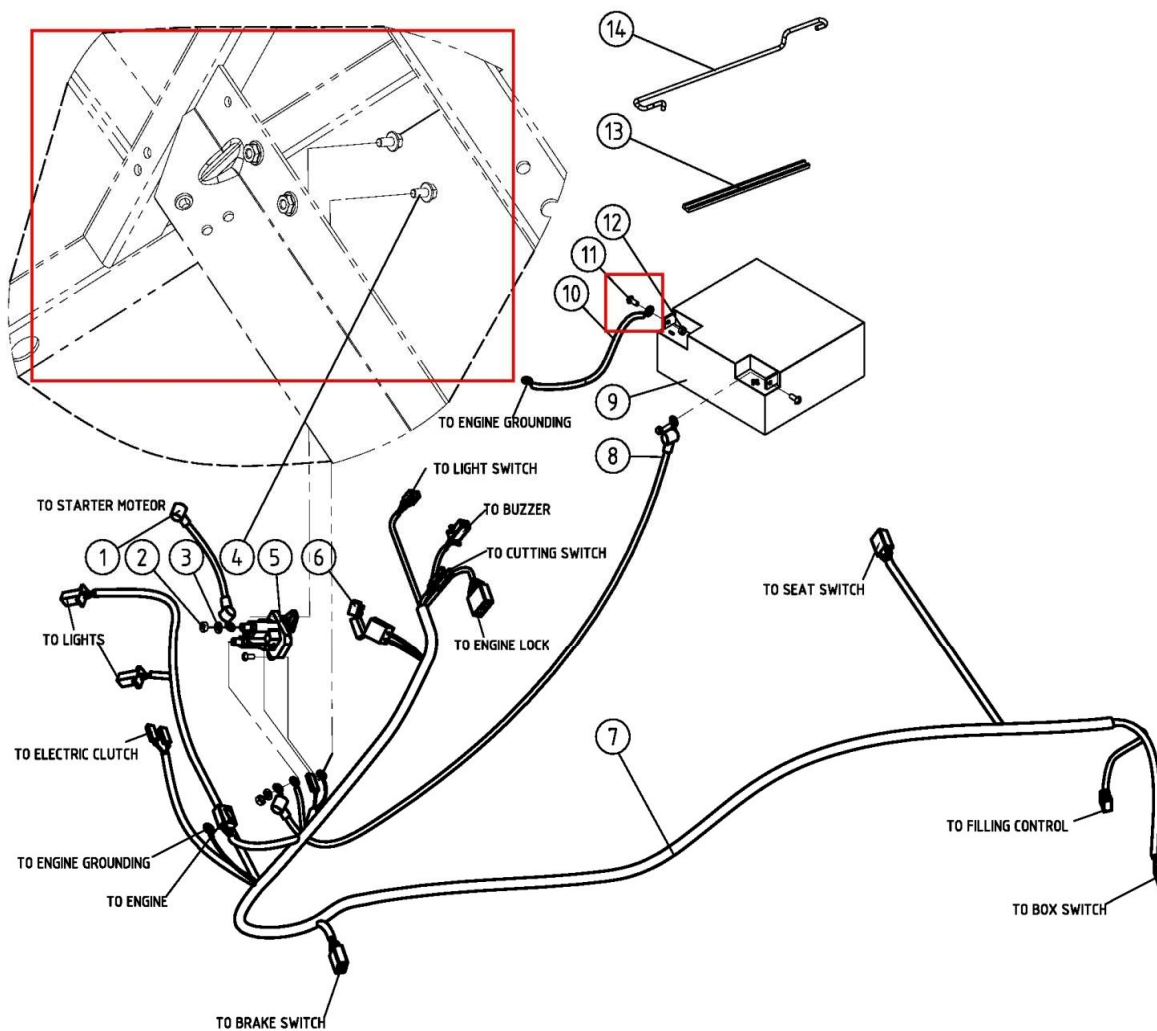 14
13
12
11
10
9
TO ENGINE GROUNDING
8
TO LIGHT SWITCH
TO STARTER MOTEOR
TO BUZZER
1 2 3 4 5 6
TO CUTTING SWITCH
TO SEAT SWITCH
TO LIGHTS
TO ENGINE LOCK
7
TO ELECTRIC CLUTCH
TO FILLING CONTROL
TO ENGINE GROUNDING
TO ENGINE
TO BOX SWITCH
TO BRAKE SWITCH